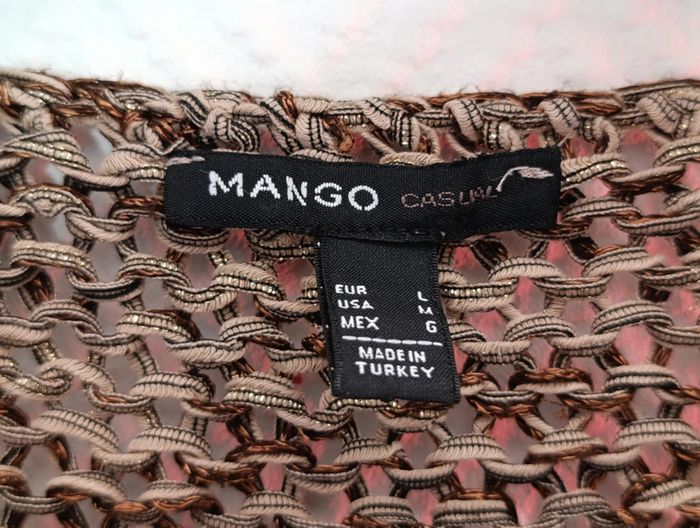 MANGO CASUAL
EUR L
USA M
MEX G
MADE IN
TURKEY